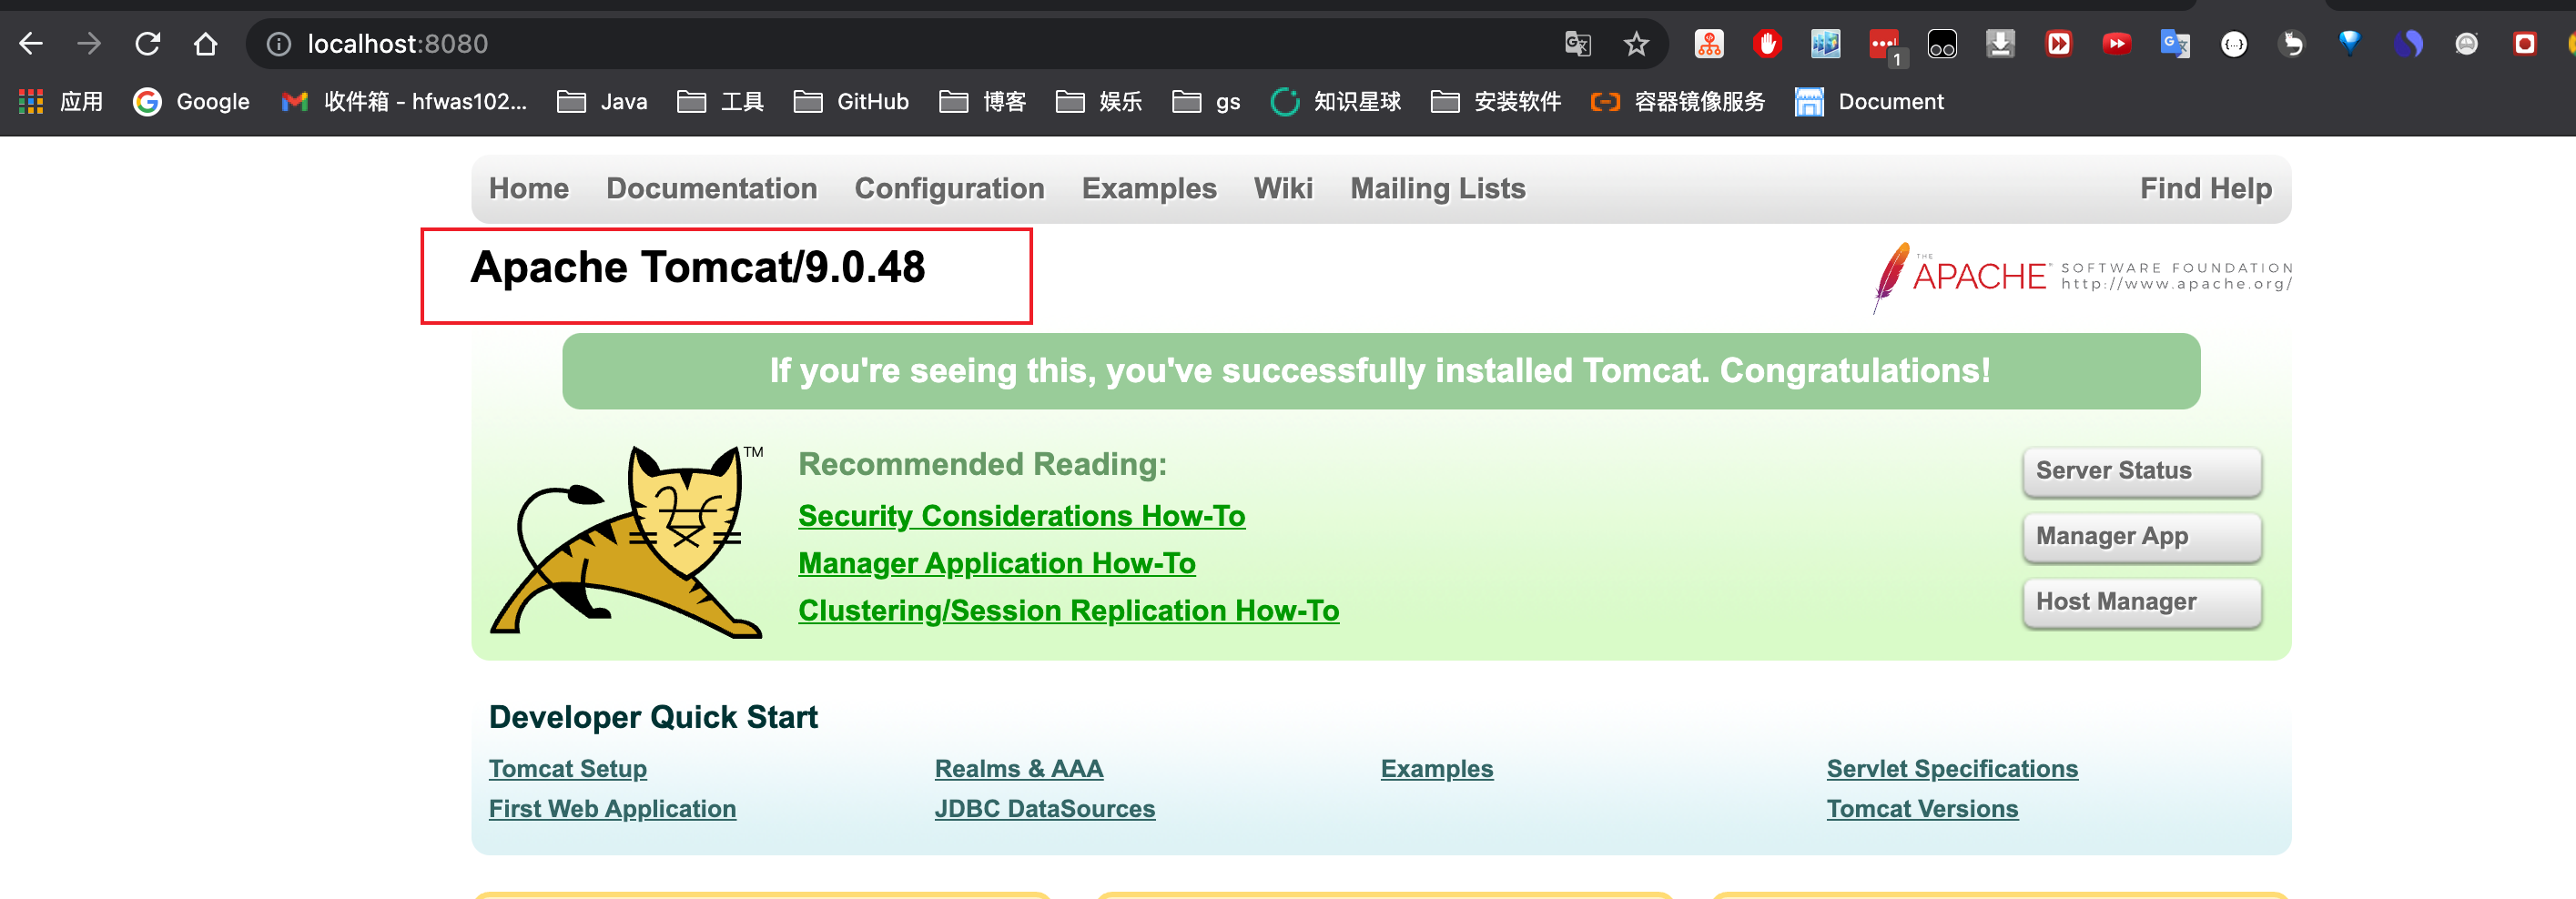 localhost:8080
1
应用 Google 收件箱 - hfwas102... Java 工具 GitHub 博客 娱乐 gs 知识星球 安装软件 容器镜像服务 Document
Home Documentation Configuration Examples Wiki Mailing Lists Find Help
Apache Tomcat/9.0.48
THE APACHE™ SOFTWARE FOUNDATION
http://www.apache.org/
If you're seeing this, you've successfully installed Tomcat. Congratulations!
TM
Recommended Reading:
Security Considerations How-To
Manager Application How-To
Clustering/Session Replication How-To
Server Status
Manager App
Host Manager
Developer Quick Start
Tomcat Setup Realms & AAA Examples Servlet Specifications
First Web Application JDBC DataSources Tomcat Versions